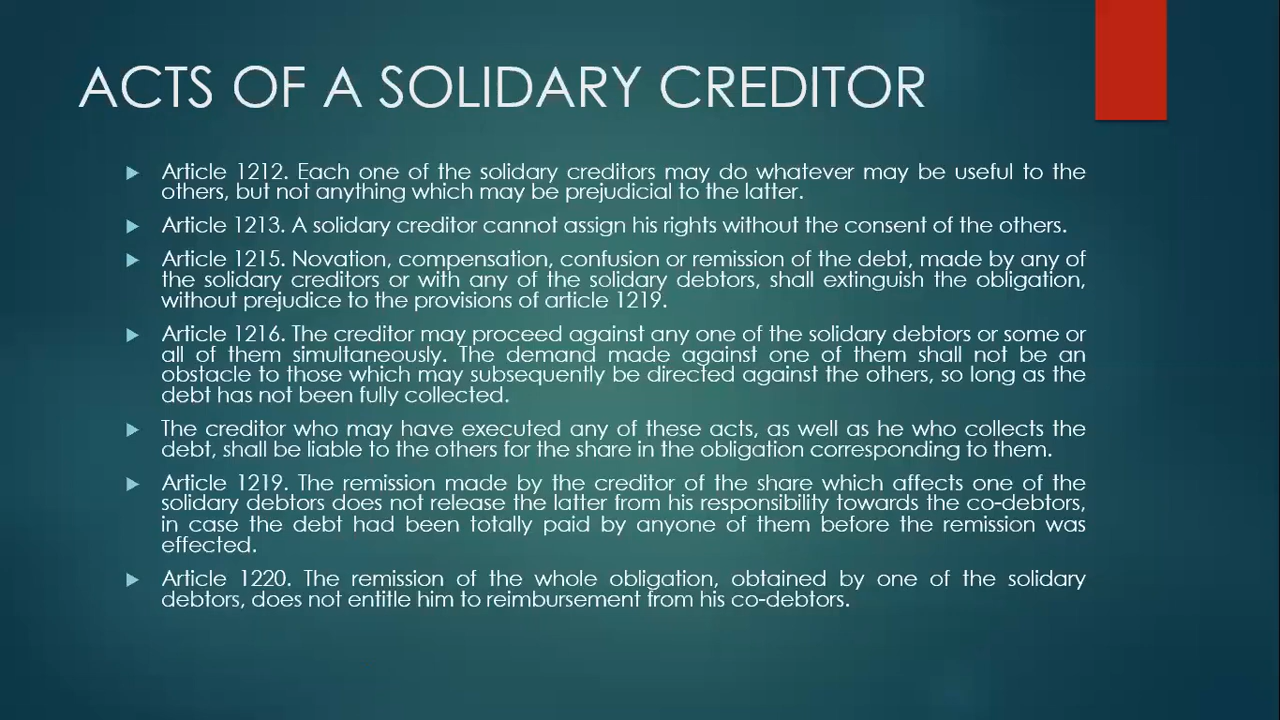 ACTS OF A SOLIDARY CREDITOR
Article 1212. Each one of the solidary creditors may do whatever may be useful to the
others, but not anything which may be prejudicial to the latter.
Article 1213. A solidary creditor cannot assign his rights without the consent of the others.
Article 1215. Novation, compensation, confusion or remission of the debt, made by any of
the solidary creditors or with any of the solidary debtors, shall extinguish the obligation,
without prejudice to the provisions of article 1219.
Article 1216. The creditor may proceed against any one of the solidary debtors or some or
all of them simultaneously. The demand made against one of them shall not be an
obstacle to those which may subsequently be directed against the others, so long as the
debt has not been fully collected.
The creditor who may have executed any of these acts, as well as he who collects the
debt, shall be liable to the others for the share in the obligation corresponding to them.
Article 1219. The remission made by the creditor of the share which affects one of the
solidary debtors does not release the latter from his responsibility towards the co-debtors,
in case the debt had been totally paid by anyone of them before the remission was
effected.
Article 1220. The remission of the whole obligation, obtained by one of the solidary
debtors, does not entitle him to reimbursement from his co-debtors.